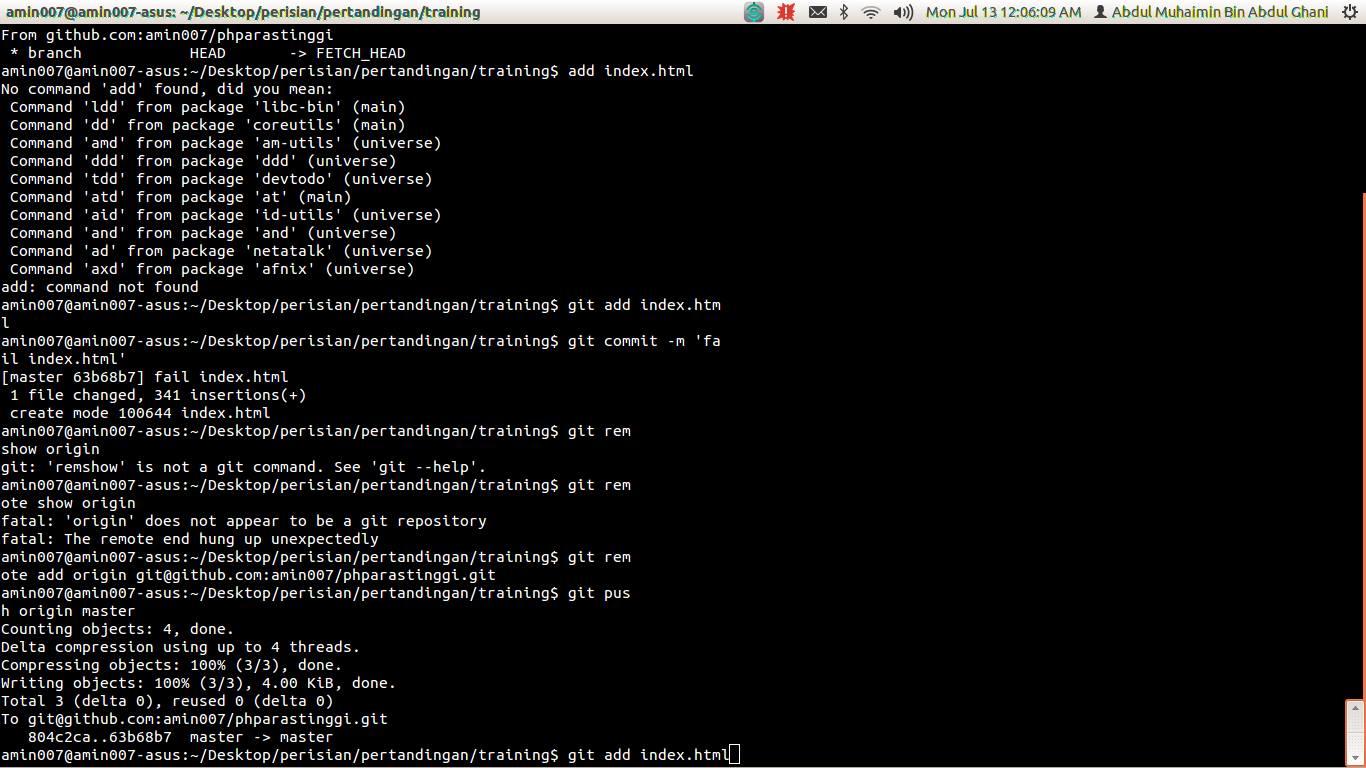 amin007@amin007-asus: ~/Desktop/perisian/pertandingan/training Mon Jul 13 12:06:09 AM Abdul Muhaimin Bin Abdul Ghani
From github.com:amin007/phparastinggi
 * branch            HEAD       -> FETCH_HEAD
amin007@amin007-asus:~/Desktop/perisian/pertandingan/training$ add index.html
No command 'add' found, did you mean:
 Command 'ldd' from package 'libc-bin' (main)
 Command 'dd' from package 'coreutils' (main)
 Command 'amd' from package 'am-utils' (universe)
 Command 'ddd' from package 'ddd' (universe)
 Command 'tdd' from package 'devtodo' (universe)
 Command 'atd' from package 'at' (main)
 Command 'aid' from package 'id-utils' (universe)
 Command 'and' from package 'and' (universe)
 Command 'ad' from package 'netatalk' (universe)
 Command 'axd' from package 'afnix' (universe)
add: command not found
amin007@amin007-asus:~/Desktop/perisian/pertandingan/training$ git add index.htm
l
amin007@amin007-asus:~/Desktop/perisian/pertandingan/training$ git commit -m 'fa
il index.html'
[master 63b68b7] fail index.html
 1 file changed, 341 insertions(+)
 create mode 100644 index.html
amin007@amin007-asus:~/Desktop/perisian/pertandingan/training$ git rem
show origin
git: 'remshow' is not a git command. See 'git --help'.
amin007@amin007-asus:~/Desktop/perisian/pertandingan/training$ git rem
ote show origin
fatal: 'origin' does not appear to be a git repository
fatal: The remote end hung up unexpectedly
amin007@amin007-asus:~/Desktop/perisian/pertandingan/training$ git rem
ote add origin git@github.com:amin007/phparastinggi.git
amin007@amin007-asus:~/Desktop/perisian/pertandingan/training$ git pus
h origin master
Counting objects: 4, done.
Delta compression using up to 4 threads.
Compressing objects: 100% (3/3), done.
Writing objects: 100% (3/3), 4.00 KiB, done.
Total 3 (delta 0), reused 0 (delta 0)
To git@github.com:amin007/phparastinggi.git
   804c2ca..63b68b7  master -> master
amin007@amin007-asus:~/Desktop/perisian/pertandingan/training$ git add index.html